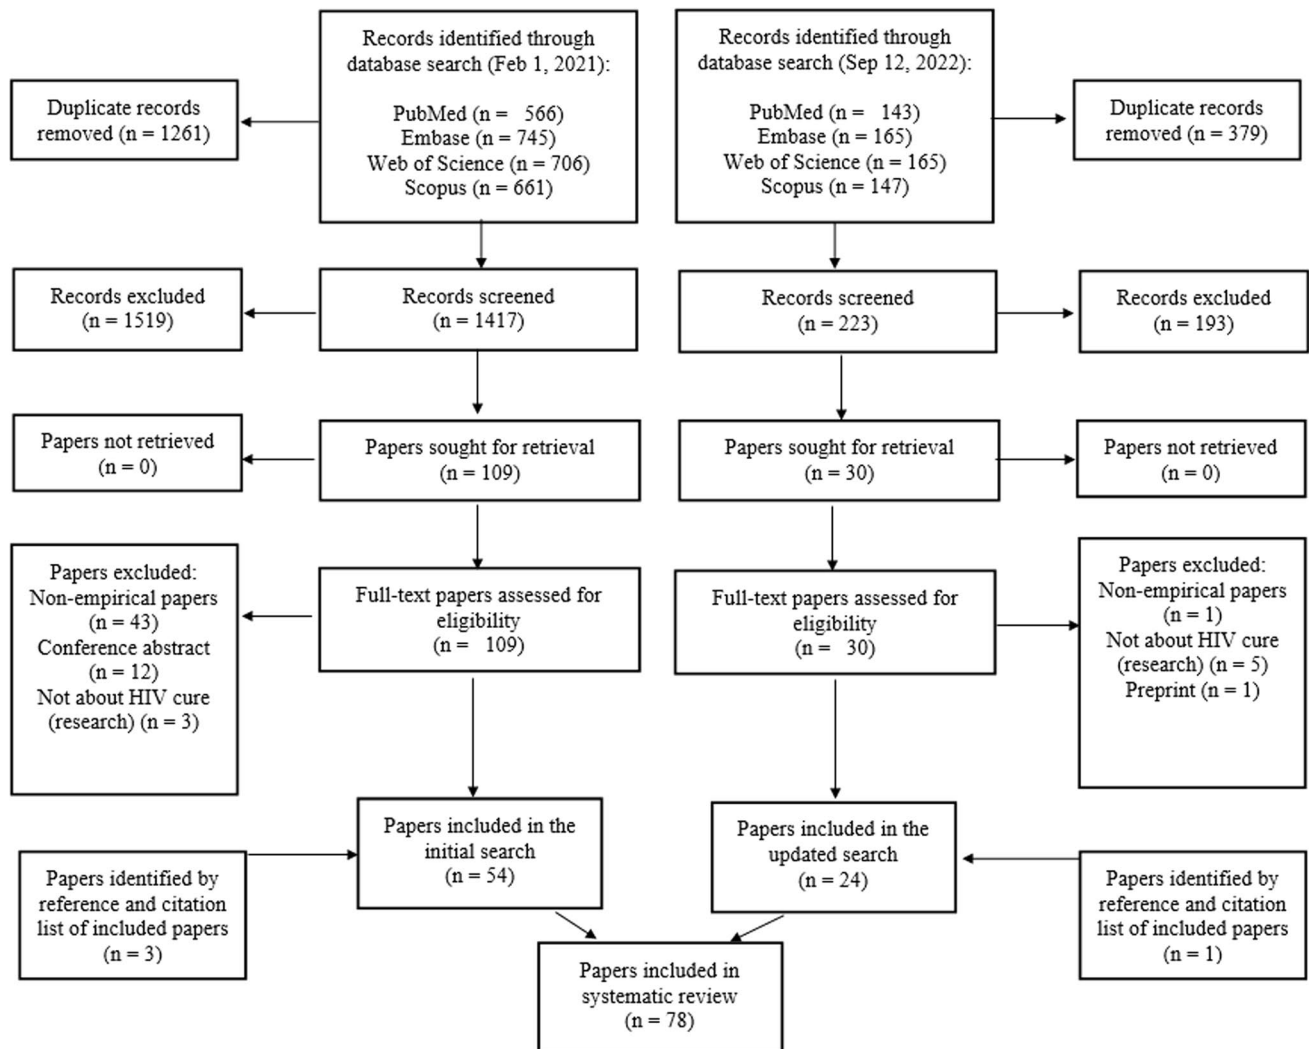 Records identified through
database search (Feb 1, 2021):
PubMed (n = 566)
Embase (n = 745)
Web of Science (n = 706)
Scopus (n = 661)
Records identified through
database search (Sep 12, 2022):
PubMed (n = 143)
Embase (n = 165)
Web of Science (n = 165)
Scopus (n = 147)
Duplicate records
removed (n = 1261)
Duplicate records
removed (n = 379)
Records excluded
(n = 1519)
Records screened
(n = 1417)
Records screened
(n = 223)
Records excluded
(n = 193)
Papers not retrieved
(n = 0)
Papers sought for retrieval
(n = 109)
Papers sought for retrieval
(n = 30)
Papers not retrieved
(n = 0)
Papers excluded:
Non-empirical papers
(n = 43)
Conference abstract
(n = 12)
Not about HIV cure
(research) (n = 3)
Full-text papers assessed for
eligibility
(n = 109)
Full-text papers assessed for
eligibility
(n = 30)
Papers excluded:
Non-empirical papers
(n = 1)
Not about HIV cure
(research) (n = 5)
Preprint (n = 1)
Papers included in the
initial search
(n = 54)
Papers included in the
updated search
(n = 24)
Papers identified by
reference and citation
list of included papers
(n = 3)
Papers identified by
reference and citation
list of included papers
(n = 1)
Papers included in
systematic review
(n = 78)